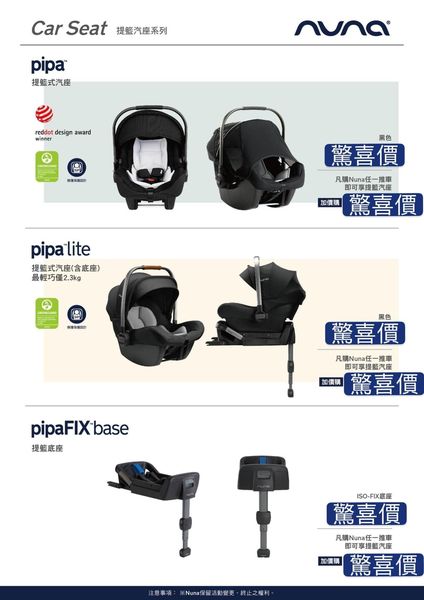 Car Seat 提籃汽座系列
nuna
pipa™
提籃式汽座
reddot design award
winner
黑色
驚喜價
凡購Nuna任一推車
即可享提籃汽座
加價購 驚喜價
pipa™lite
提籃式汽座(含底座)
最輕巧僅2.3kg
黑色
驚喜價
凡購Nuna任一推車
即可享提籃汽座
加價購 驚喜價
pipaFIX™base
提籃底座
ISO-FIX底座
驚喜價
凡購Nuna任一推車
即可享提籃汽座
加價購 驚喜價
注意事項： ※Nuna保留活動變更、終止之權利。